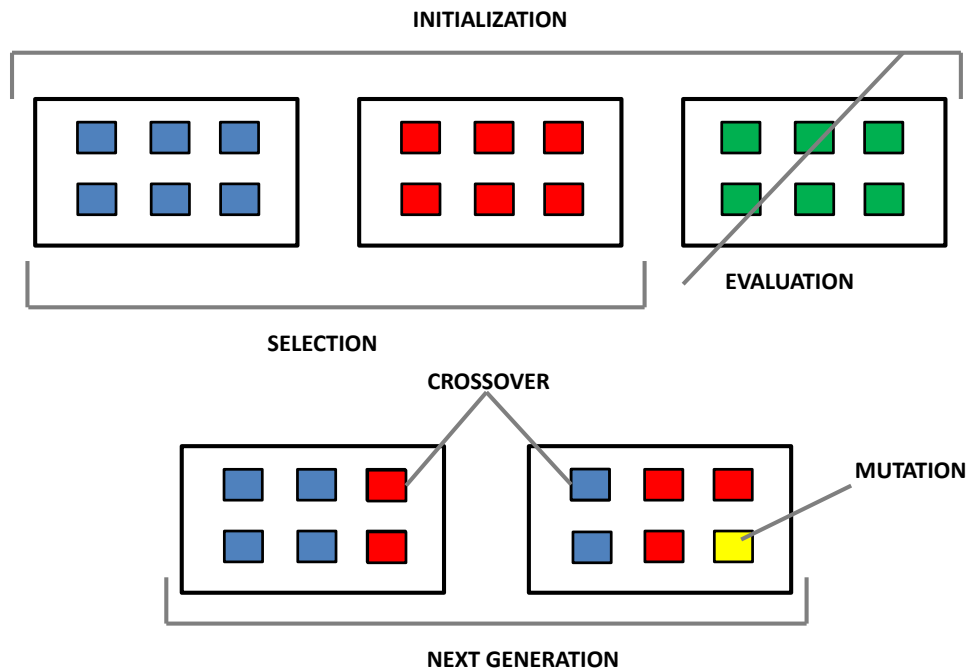 INITIALIZATION
EVALUATION
SELECTION
CROSSOVER
MUTATION
NEXT GENERATION